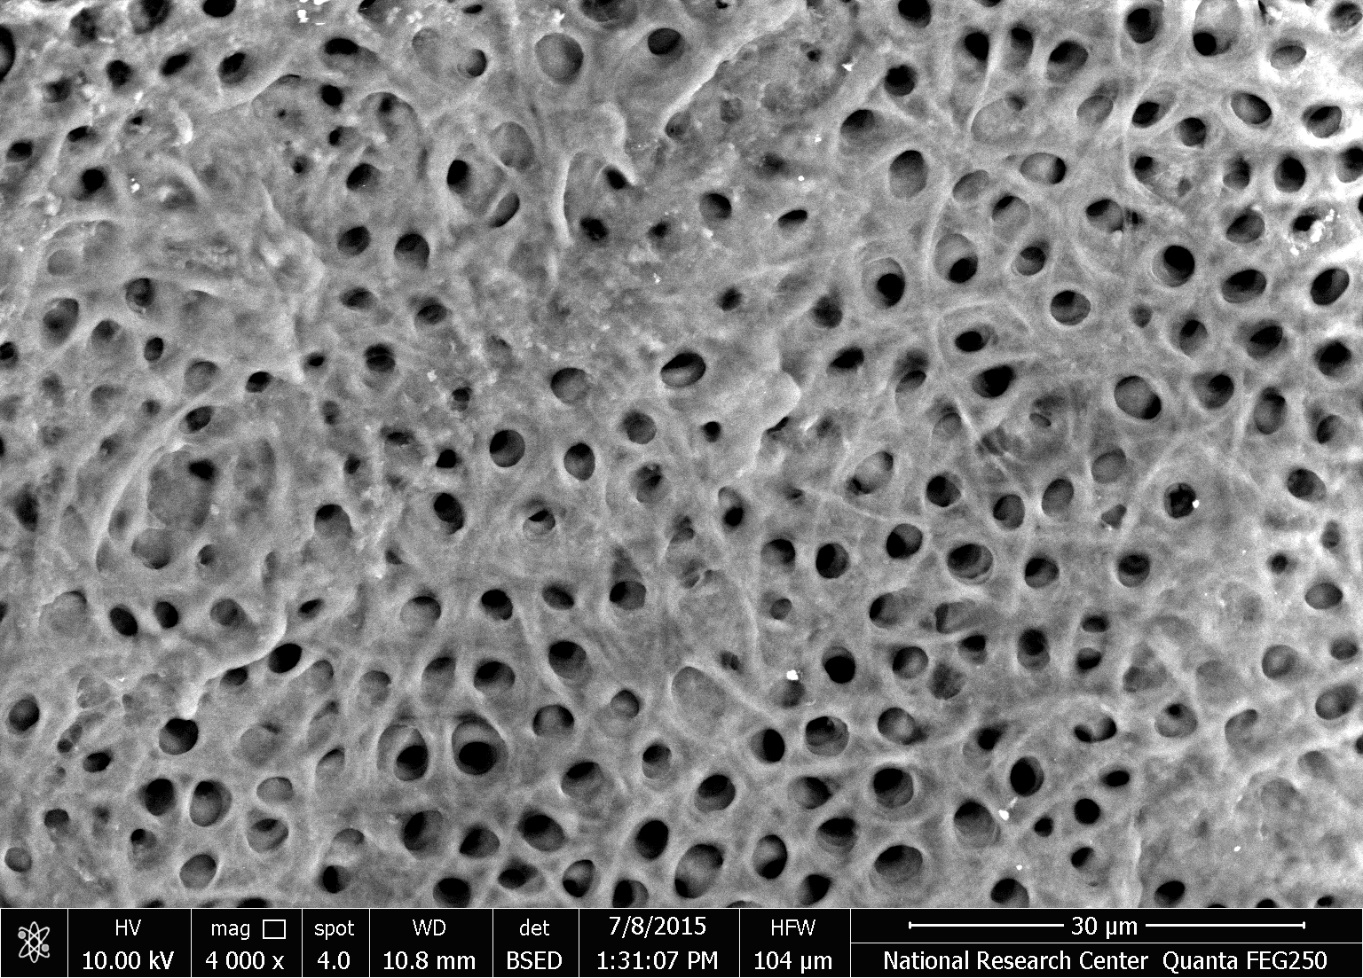 HV
mag
spot
WD
det
7/8/2015
HFW
30 µm
10.00 kV
4 000 x
4.0
10.8 mm
BSED
1:31:07 PM
104 µm
National Research Center Quanta FEG250